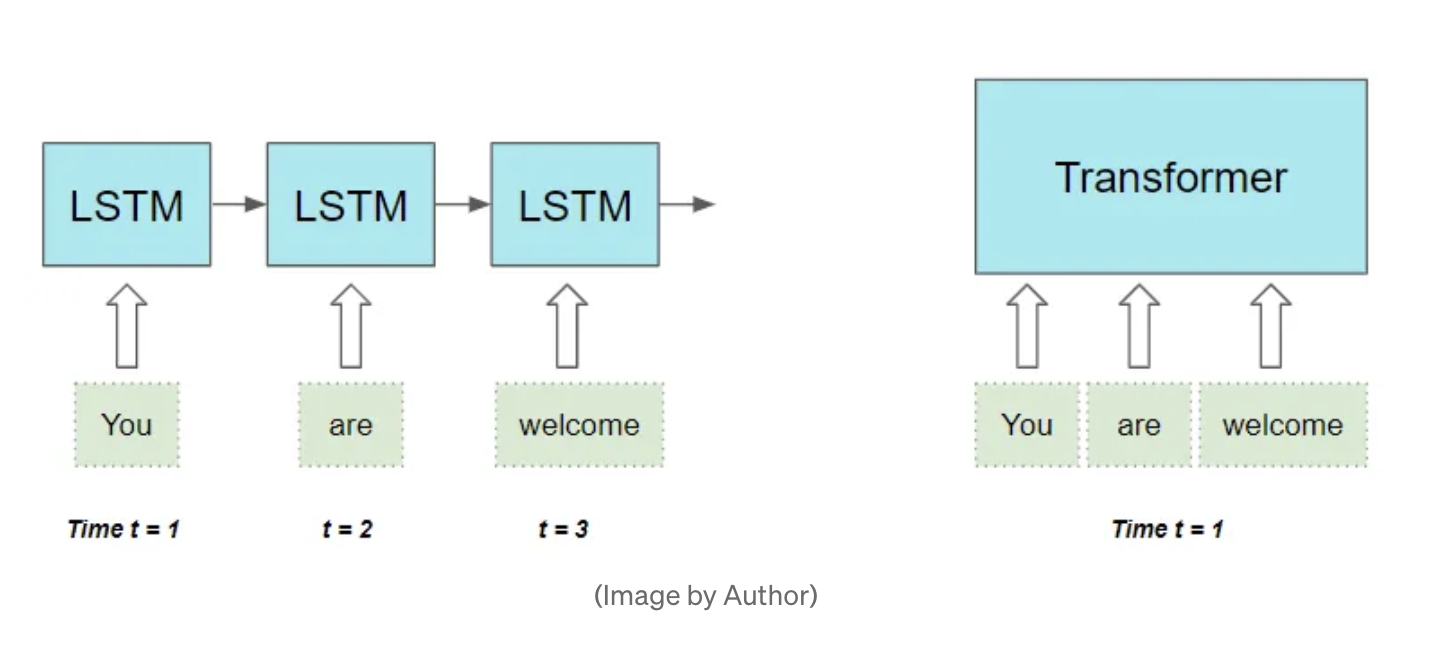 LSTM LSTM LSTM
Transformer
You are welcome
You are welcome
Time t = 1 t = 2 t = 3
Time t = 1
(Image by Author)